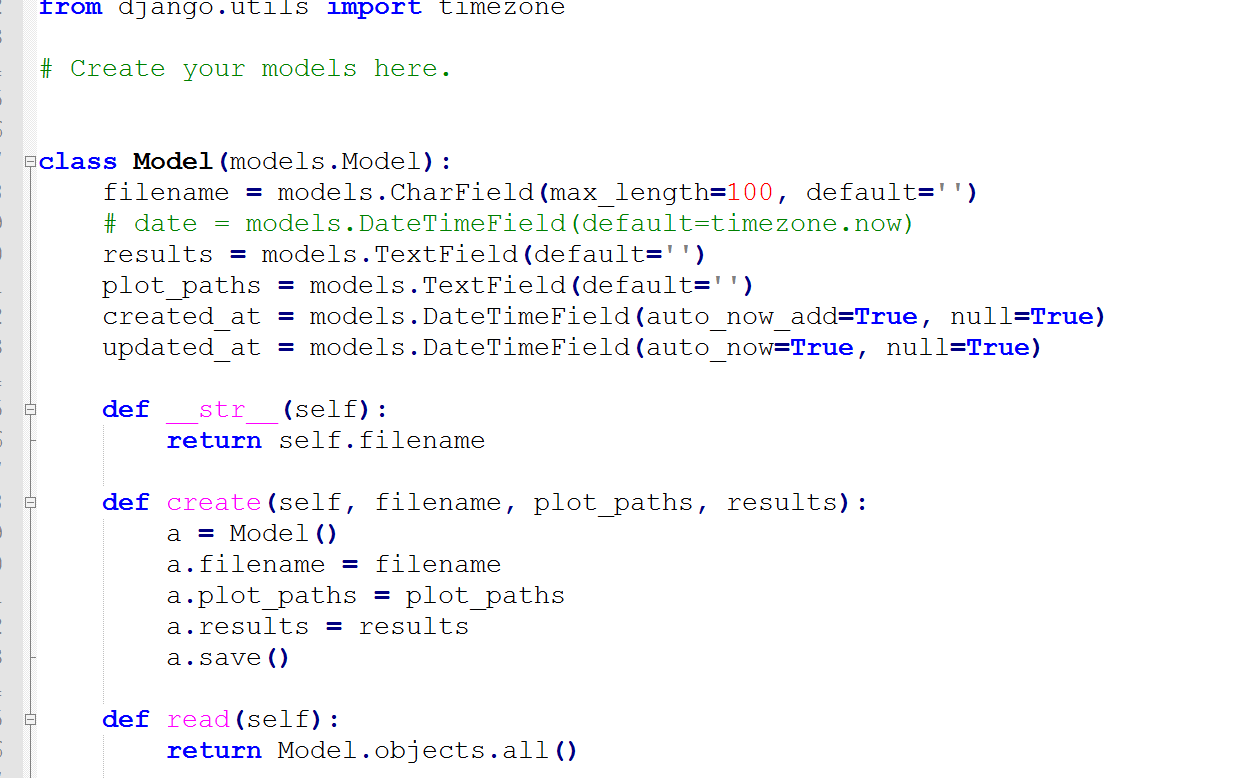 from django.utils import timezone
# Create your models here.
class Model(models.Model):
filename = models.CharField(max_length=100, default='')
# date = models.DateTimeField(default=timezone.now)
results = models.TextField(default='')
plot_paths = models.TextField(default='')
created_at = models.DateTimeField(auto_now_add=True, null=True)
updated_at = models.DateTimeField(auto_now=True, null=True)
def __str__(self):
return self.filename
def create(self, filename, plot_paths, results):
a = Model()
a.filename = filename
a.plot_paths = plot_paths
a.results = results
a.save()
def read(self):
return Model.objects.all()